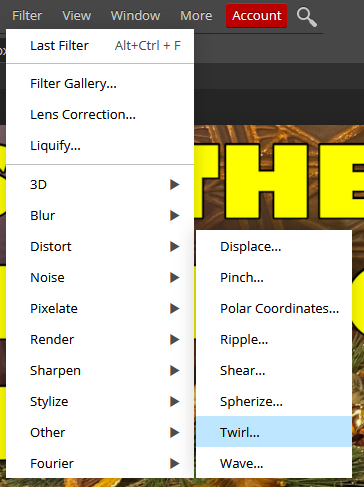 Filter View Window More Account
Last Filter Alt+Ctrl + F
Filter Gallery...
Lens Correction...
Liquify...
THE
3D
Blur
Distort
Displace...
Noise
Pinch...
Pixelate
Polar Coordinates...
Render
Ripple...
Sharpen
Shear...
Stylize
Spherize...
Other
Twirl...
Fourier
Wave...